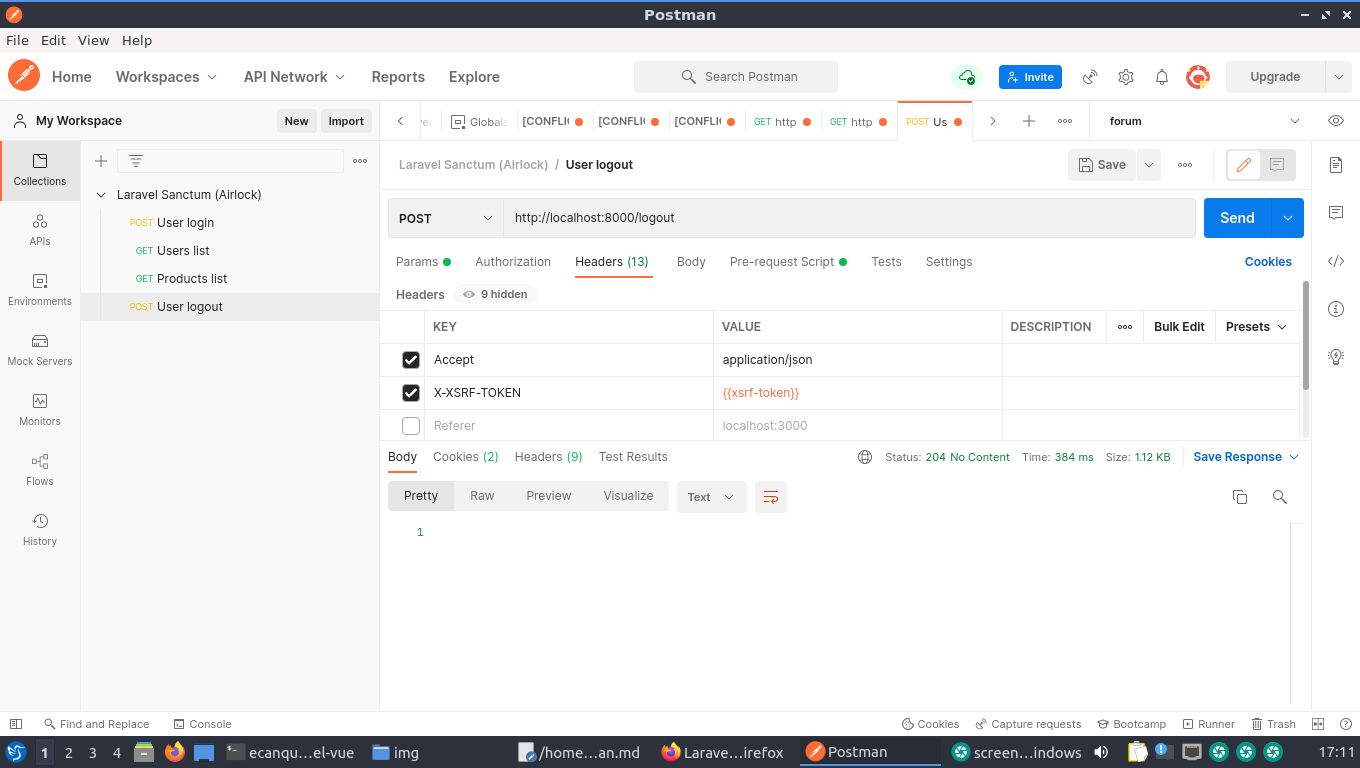 Postman
File Edit View Help
Home Workspaces API Network Reports Explore Search Postman Invite Upgrade
My Workspace New Import
Globals [CONFLI [CONFLI [CONFLI GET http GET http POST Us forum
Collections
APIs
Environments
Mock Servers
Monitors
Flows
History
Laravel Sanctum (Airlock)
POST User login
GET Users list
GET Products list
POST User logout
Laravel Sanctum (Airlock) / User logout Save
POST http://localhost:8000/logout Send
Params Authorization Headers (13) Body Pre-request Script Tests Settings Cookies
Headers 9 hidden
KEY VALUE DESCRIPTION Bulk Edit Presets
Accept application/json
X-XSRF-TOKEN {{xsrf-token}}
Referer localhost:3000
Body Cookies (2) Headers (9) Test Results Status: 204 No Content Time: 384 ms Size: 1.12 KB Save Response
Pretty Raw Preview Visualize Text
1
Find and Replace Console Cookies Capture requests Bootcamp Runner Trash
1 2 3 4 ecanqu...el-vue img /home...an.md Larave...irefox Postman screen...indows 17:11